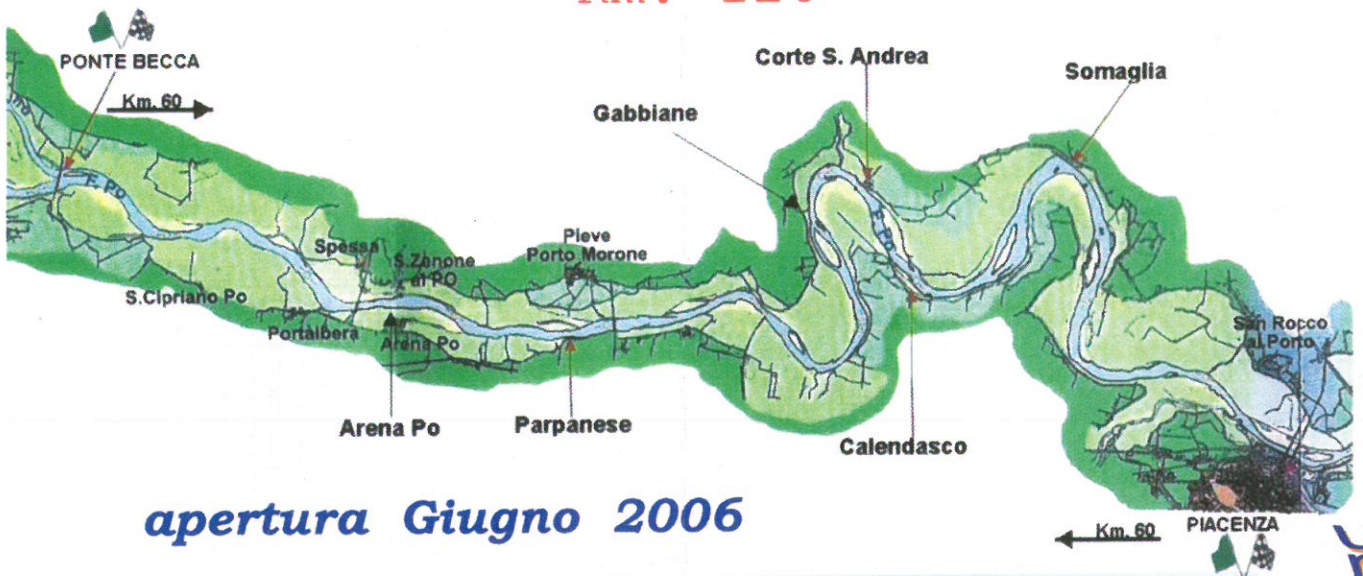 PONTE BECCA
Km. 60
F. Po
Corte S. Andrea
Somaglia
Gabbiane
Spessa
S.Zenone
al PO
Pieve
Porto Morone
S.Cipriano Po
Portalbera
Arena Po
San Rocco
al Porto
Arena Po
Parpanese
Calendasco
apertura Giugno 2006
Km. 60
PIACENZA